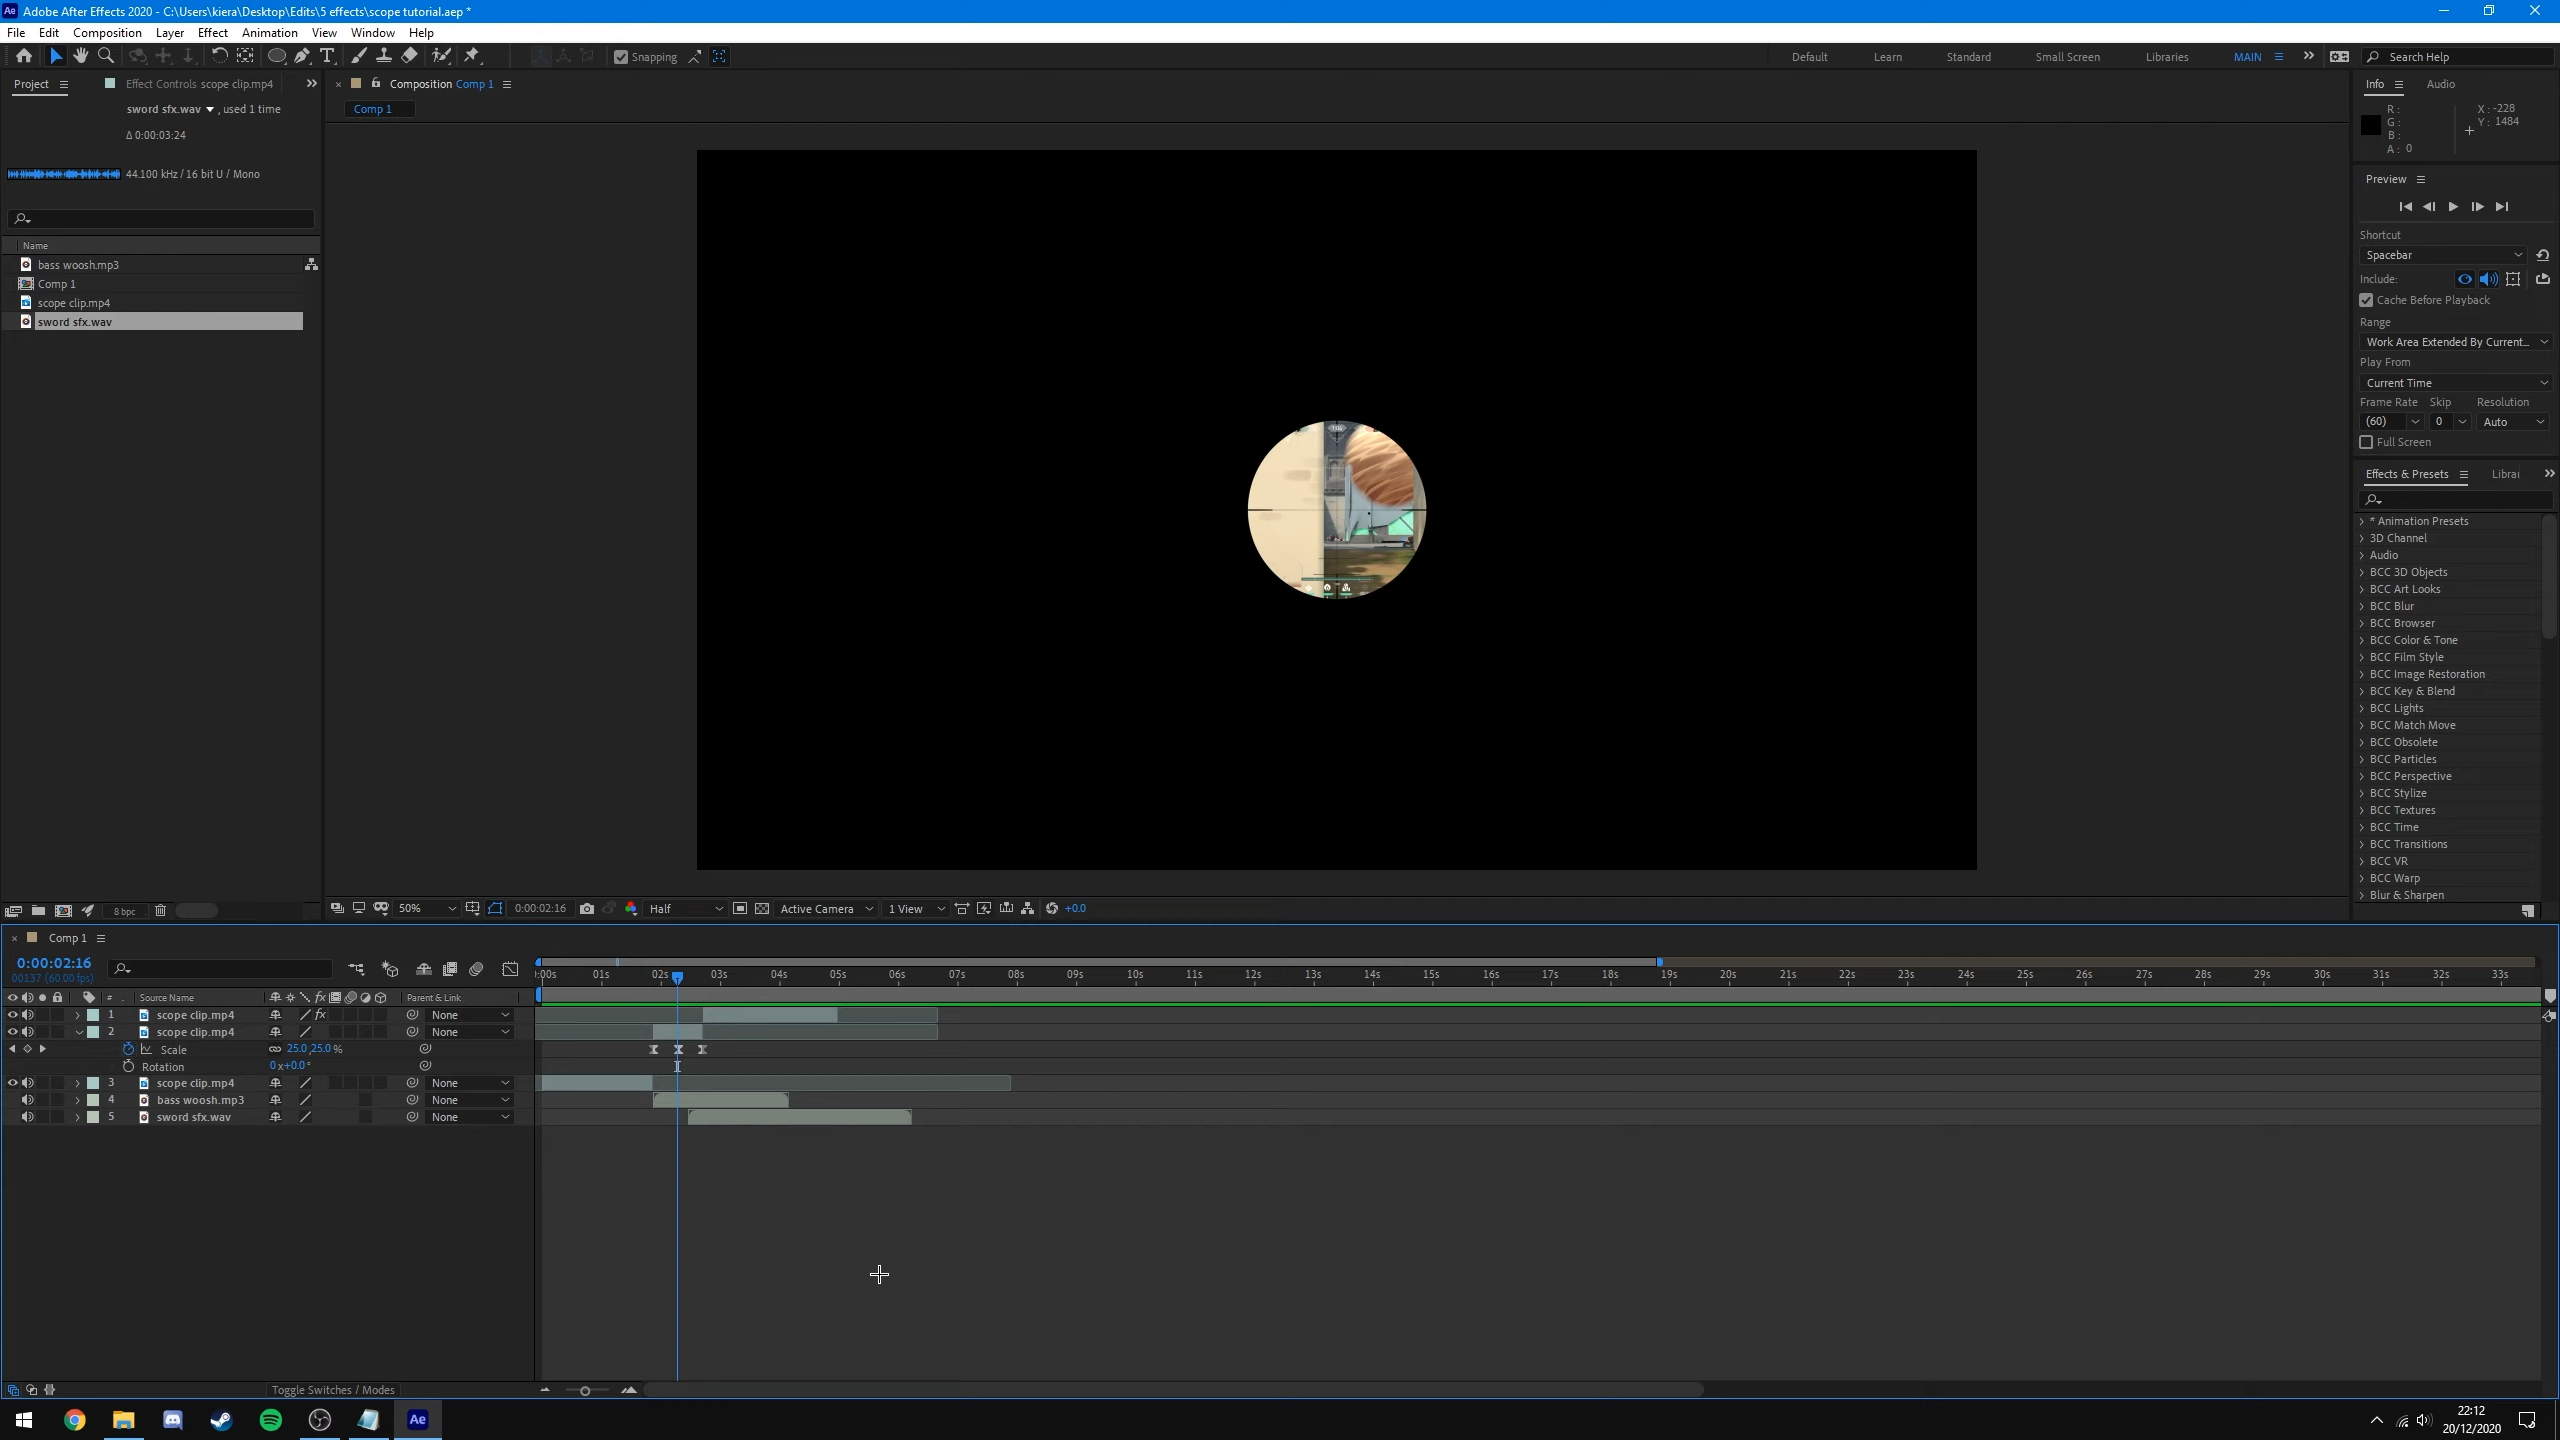 Adobe After Effects 2020 - C:\Users\kiera\Desktop\Edits\5 effects\scope tutorial.aep *
File Edit Composition Layer Effect Animation View Window Help
Snapping
Default Learn Standard Small Screen Libraries MAIN Search Help
Project Effect Controls scope clip.mp4
Composition Comp 1
Info Audio
sword sfx.wav , used 1 time
Comp 1
R : X : -228
G : Y : 1484
B :
A : 0
Δ 0:00:03:24
44.100 kHz / 16 bit U / Mono
Name
bass woosh.mp3
Comp 1
scope clip.mp4
sword sfx.wav
8 bpc
50% 0:00:02:16 Half Active Camera 1 View +0.0
Preview
Shortcut
Spacebar
Include:
Cache Before Playback
Range
Work Area Extended By Current...
Play From
Current Time
Frame Rate Skip Resolution
(60) 0 Auto
Full Screen
Effects & Presets Librar
* Animation Presets
3D Channel
Audio
BCC 3D Objects
BCC Art Looks
BCC Blur
BCC Browser
BCC Color & Tone
BCC Film Style
BCC Image Restoration
BCC Key & Blend
BCC Lights
BCC Match Move
BCC Obsolete
BCC Particles
BCC Perspective
BCC Stylize
BCC Textures
BCC Time
BCC Transitions
BCC VR
BCC Warp
Blur & Sharpen
Comp 1
0:00:02:16
00137 (60.00 fps)
:00s 01s 02s 03s 04s 05s 06s 07s 08s 09s 10s 11s 12s 13s 14s 15s 16s 17s 18s 19s 20s 21s 22s 23s 24s 25s 26s 27s 28s 29s 30s 31s 32s 33s
# Source Name fx Parent & Link
1 scope clip.mp4 fx None
2 scope clip.mp4 None
Scale 25.0,25.0 %
Rotation 0x+0.0°
3 scope clip.mp4 None
4 bass woosh.mp3 None
5 sword sfx.wav None
Toggle Switches / Modes
Ae
22:12
20/12/2020